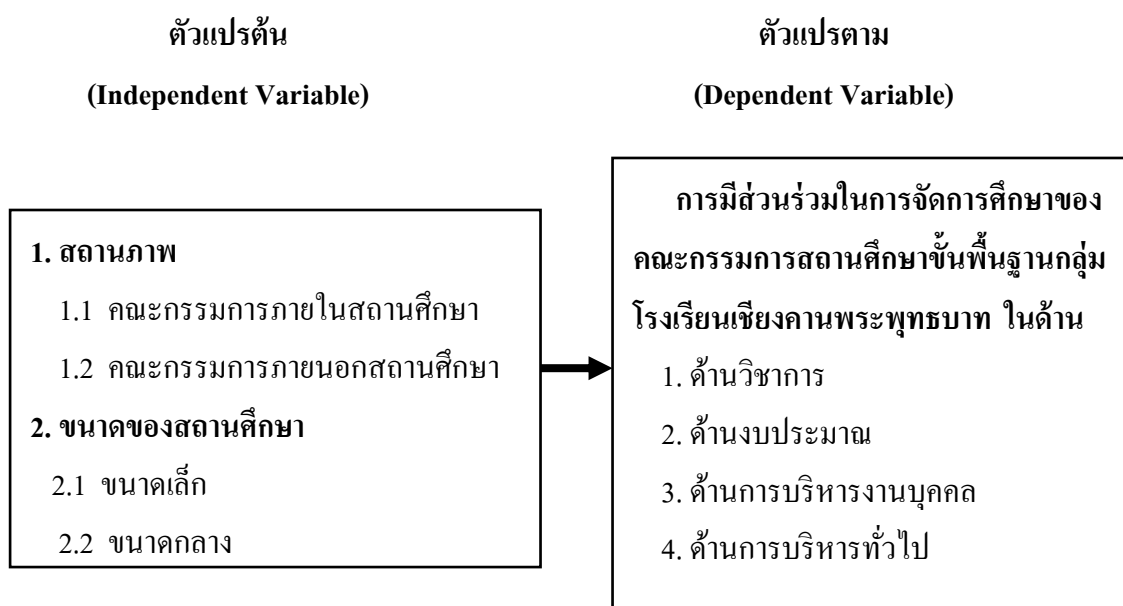 ตัวแปรต้น
(Independent Variable)
1. สถานภาพ
1.1 คณะกรรมการภายในสถานศึกษา
1.2 คณะกรรมการภายนอกสถานศึกษา
2. ขนาดของสถานศึกษา
2.1 ขนาดเล็ก
2.2 ขนาดกลาง
ตัวแปรตาม
(Dependent Variable)
การมีส่วนร่วมในการจัดการศึกษาของ
คณะกรรมการสถานศึกษาขั้นพื้นฐานกลุ่ม
โรงเรียนเชียงคานพระพุทธบาท ในด้าน
1. ด้านวิชาการ
2. ด้านงบประมาณ
3. ด้านการบริหารงานบุคคล
4. ด้านการบริหารทั่วไป